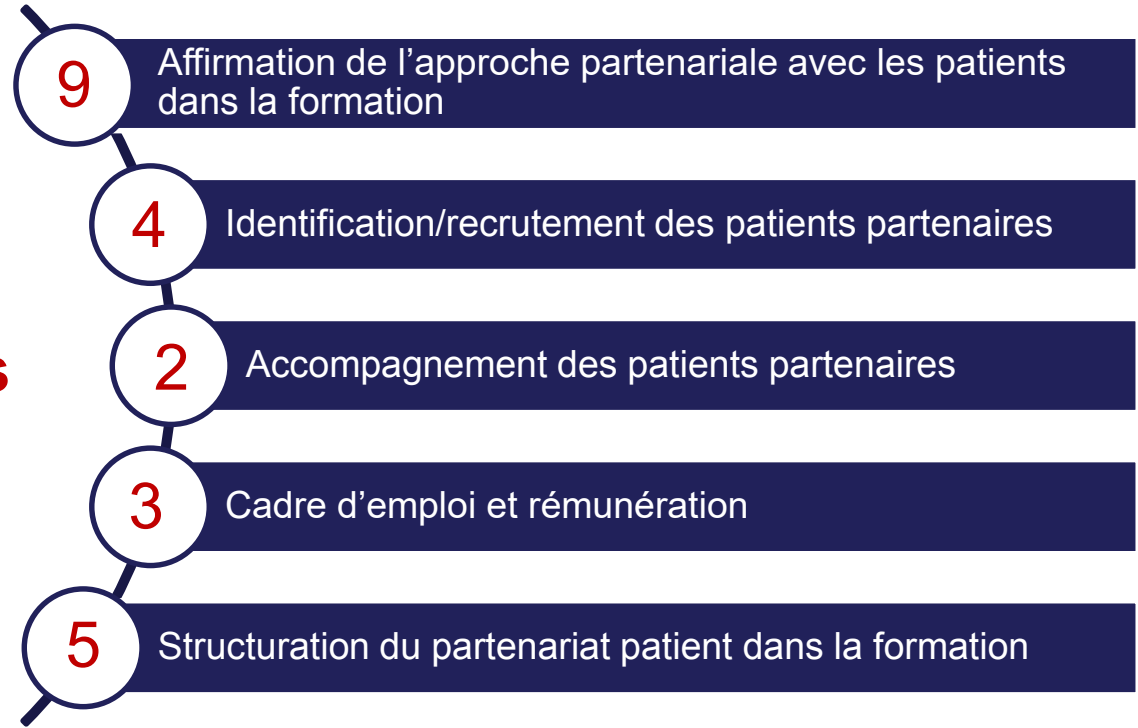 9
Affirmation de l’approche partenariale avec les patients
dans la formation
4
Identification/recrutement des patients partenaires
s
2
Accompagnement des patients partenaires
3
Cadre d’emploi et rémunération
5
Structuration du partenariat patient dans la formation